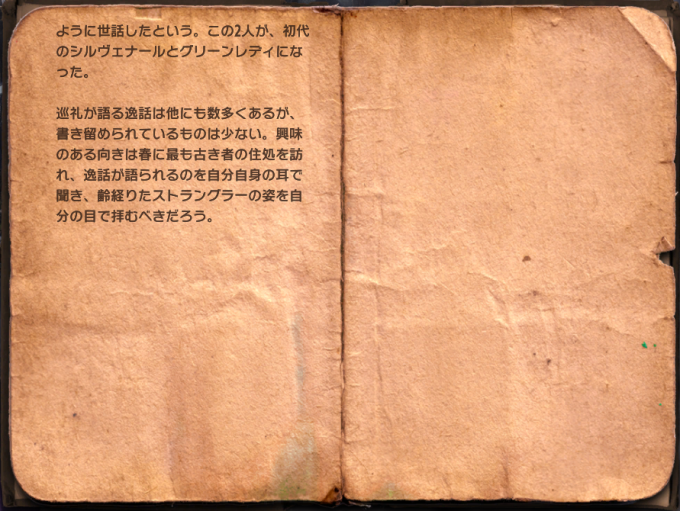 ように世話したという。この2人が、初代
のシルヴェナールとグリーンレディにな
った。
巡礼が語る逸話は他にも数多くあるが、
書き留められているものは少ない。興味
のある向きは春に最も古き者の住処を訪
れ、逸話が語られるのを自分自身の耳で
聞き、齢経りたストラングラーの姿を自
分の目で拝むべきだろう。